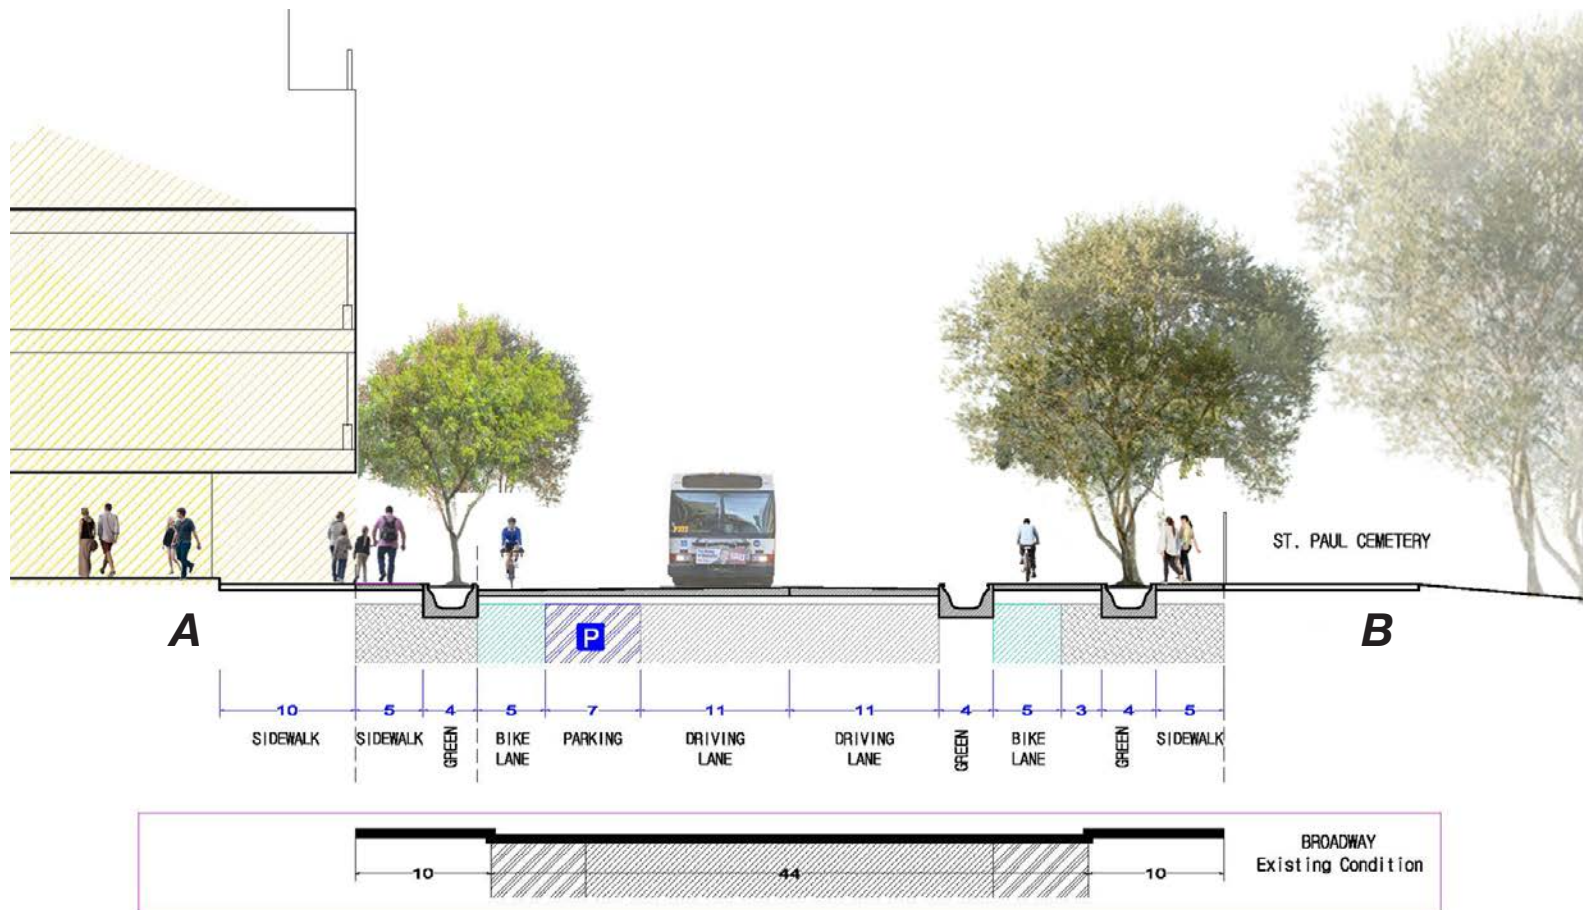 ST. PAUL CEMETERY
A
B
P
10
5
4
5
7
11
11
4
5
3
4
5
SIDEWALK
SIDEWALK
GREEN
BIKE
LANE
PARKING
DRIVING
LANE
DRIVING
LANE
GREEN
BIKE
LANE
GREEN
SIDEWALK
BROADWAY
Existing Condition
10
44
10